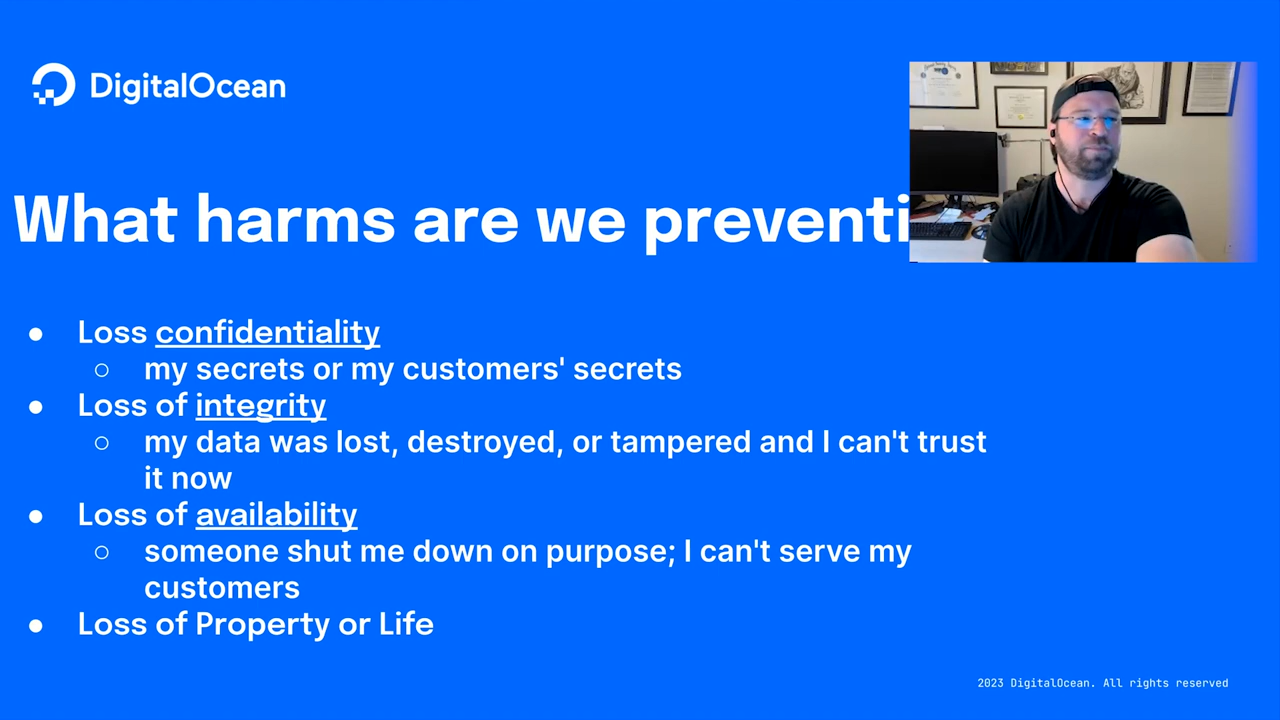 DigitalOcean
What harms are we preventi
● Loss confidentiality
○ my secrets or my customers' secrets
● Loss of integrity
○ my data was lost, destroyed, or tampered and I can't trust
it now
● Loss of availability
○ someone shut me down on purpose; I can't serve my
customers
● Loss of Property or Life
2023 DigitalOcean. All rights reserved